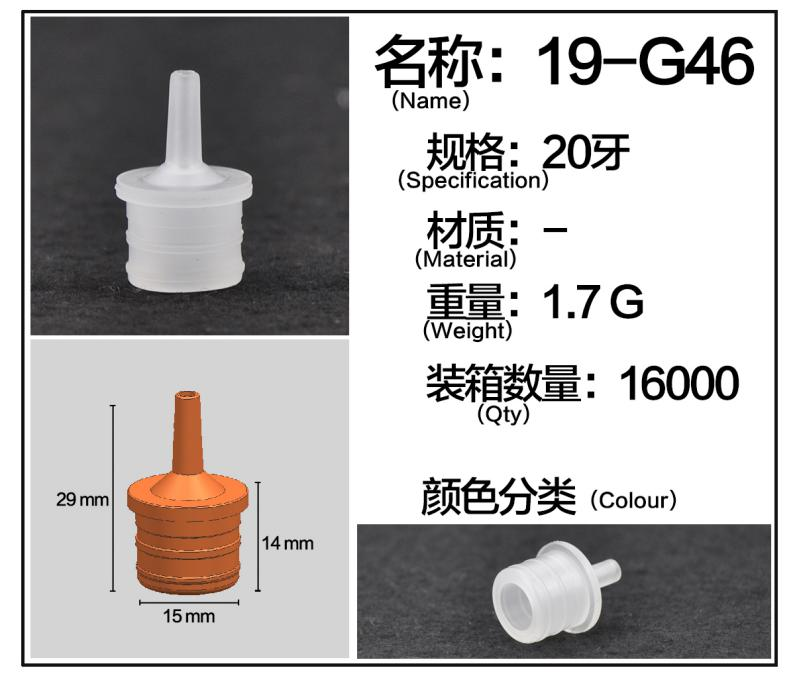 名称：19-G46
（Name）
规格：20牙
（Specification）
材质：-
（Material）
重量：1.7 G
（Weight）
装箱数量：16000
（Qty）
颜色分类（Colour）
29 mm
14 mm
15 mm